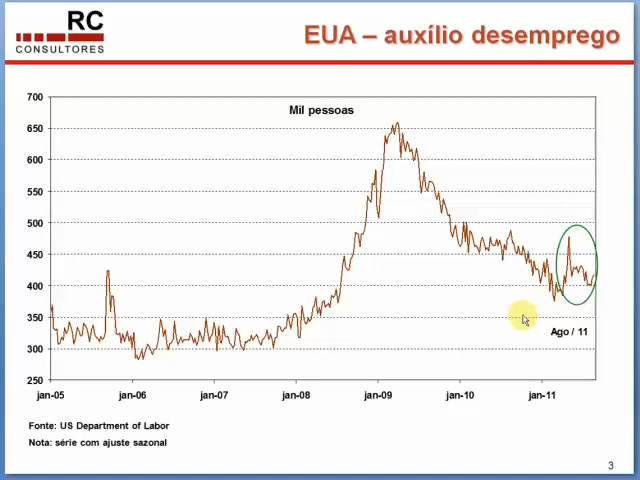 RC
CONSULTORES
EUA – auxílio desemprego
Mil pessoas
700
650
600
550
500
450
400
350
300
250
jan-05
jan-06
jan-07
jan-08
jan-09
jan-10
jan-11
Ago / 11
Fonte: US Department of Labor
Nota: série com ajuste sazonal
3